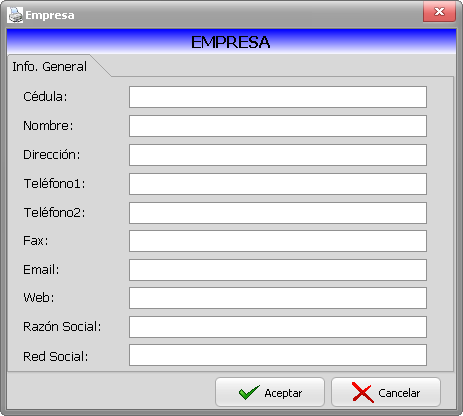 Empresa
EMPRESA
Info. General
Cédula:
Nombre:
Dirección:
Teléfono1:
Teléfono2:
Fax:
Email:
Web:
Razón Social:
Red Social:
Aceptar
Cancelar